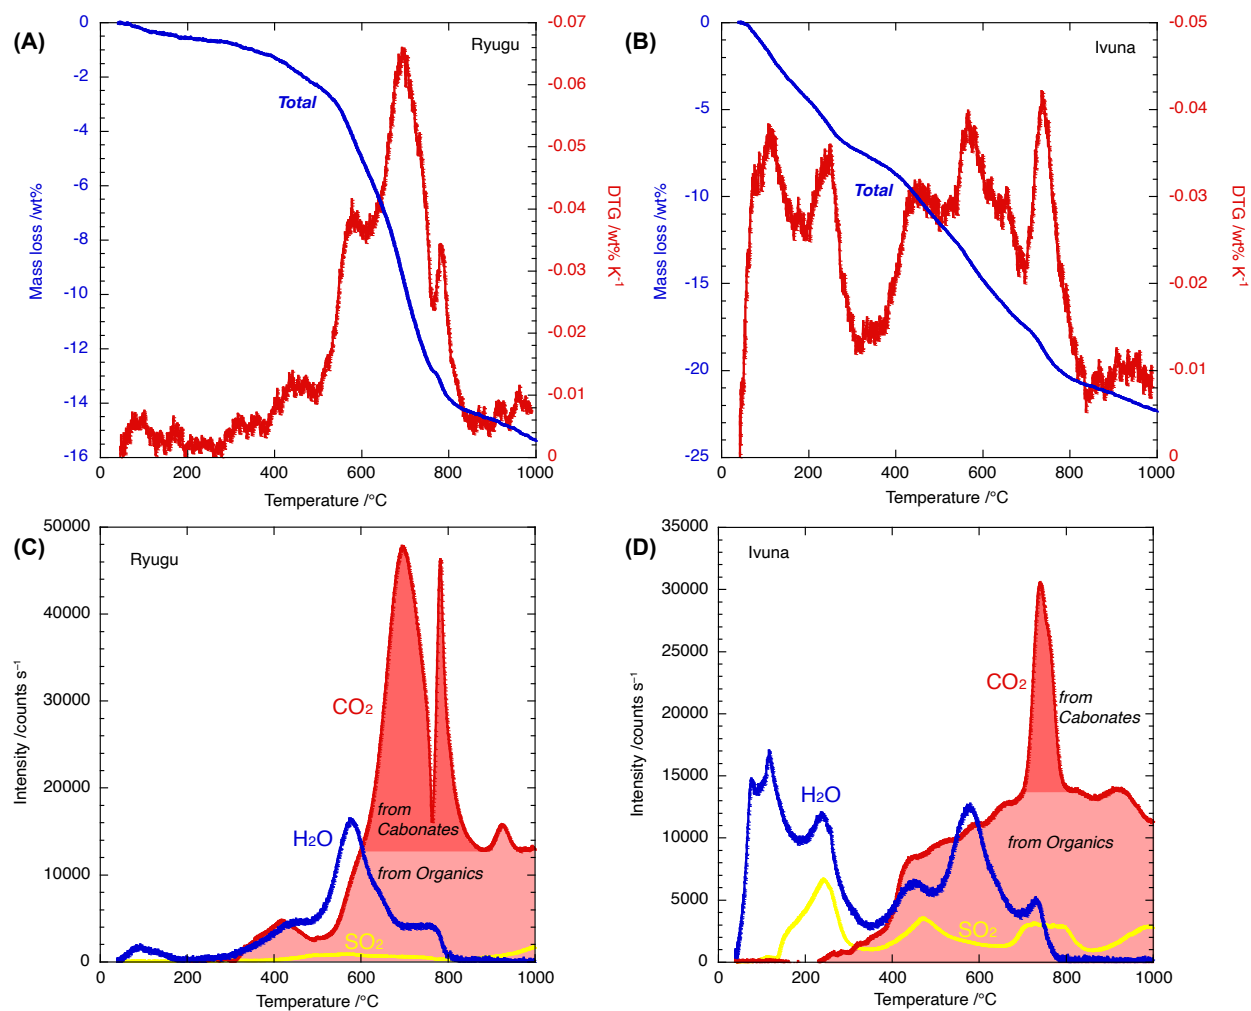 (A)
Ryugu
Total
0
-2
-4
-6
-8
-10
-12
-14
-16
Mass loss /wt%
-0.07
-0.06
-0.05
-0.04
-0.03
-0.02
-0.01
0
DTG /wt% K⁻¹
0 200 400 600 800 1000
Temperature /°C
(B)
Ivuna
Total
0
-5
-10
-15
-20
-25
Mass loss /wt%
-0.05
-0.04
-0.03
-0.02
-0.01
0
DTG /wt% K⁻¹
0 200 400 600 800 1000
Temperature /°C
(C)
Ryugu
50000
40000
30000
20000
10000
0
Intensity /counts s⁻¹
CO₂
H₂O
from
Cabonates
from Organics
SO₂
0 200 400 600 800 1000
Temperature /°C
(D)
Ivuna
35000
30000
25000
20000
15000
10000
5000
0
Intensity /counts s⁻¹
CO₂
from
Cabonates
H₂O
from Organics
SO₂
0 200 400 600 800 1000
Temperature /°C